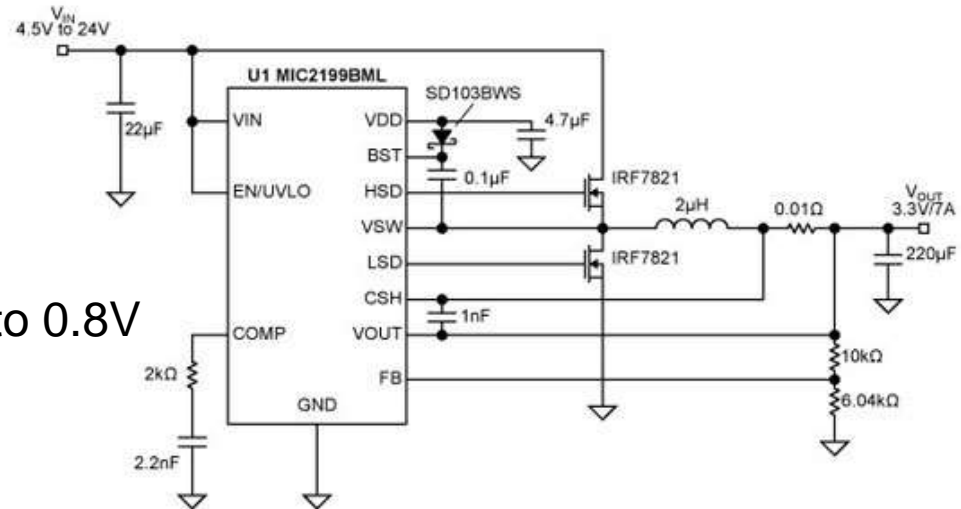 VIN
4.5V to 24V
U1 MIC2199BML
SD103BWS
22µF
VIN
VDD
4.7µF
BST
0.1µF
EN/UVLO
HSD
IRF7821
VSW
2µH
0.01Ω
VOUT
3.3V/7A
LSD
IRF7821
220µF
CSH
to 0.8V
1nF
COMP
VOUT
2kΩ
10kΩ
FB
6.04kΩ
GND
2.2nF